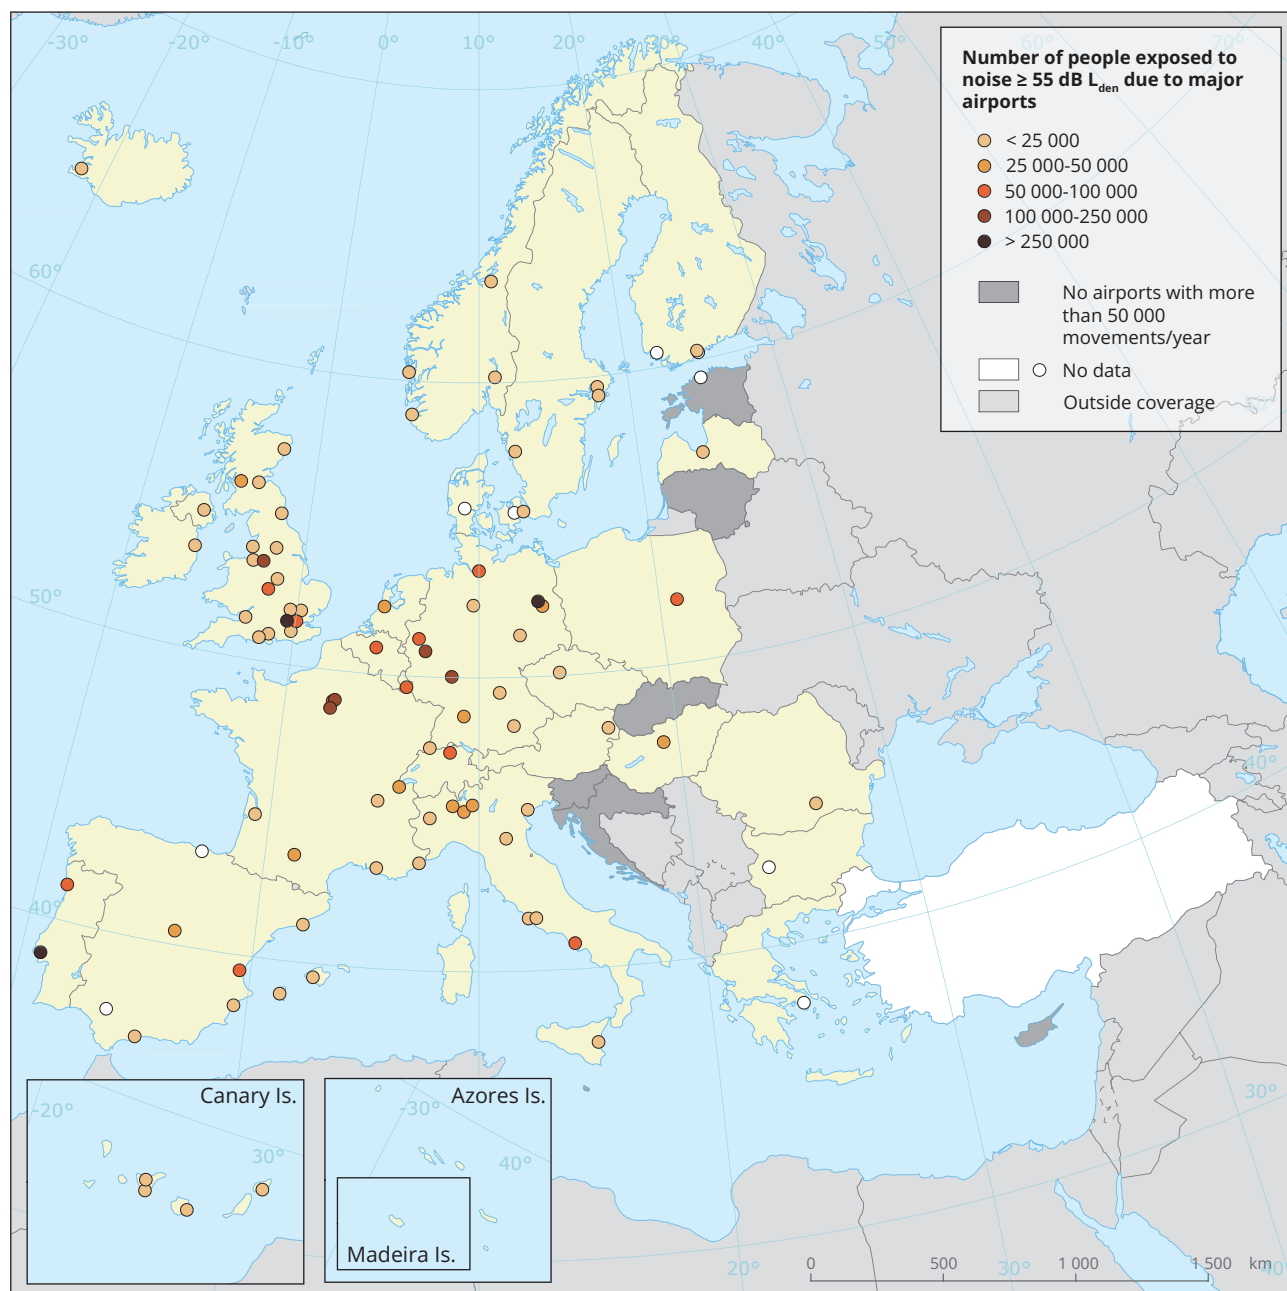 -30°
-20°
-10°
0°
10°
20°
30°
40°
50°
60°
70°
Number of people exposed to
noise ≥ 55 dB Lden due to major
airports
< 25 000
25 000-50 000
50 000-100 000
100 000-250 000
> 250 000
No airports with more
than 50 000
movements/year
No data
Outside coverage
60°
50°
50°
40°
40°
Canary Is.
-20°
30°
Azores Is.
-30°
40°
Madeira Is.
30°
20°
30°
40°
0
500
1 000
1 500
km